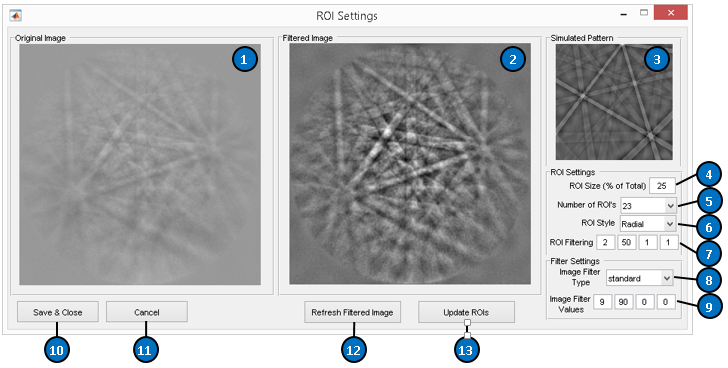 ROI Settings
Original Image
Filtered Image
Simulated Pattern
1
2
3
ROI Settings
ROI Size (% of Total) 25
4
Number of ROI's 23
5
ROI Style Radial
6
ROI Filtering 2 50 1 1
7
Filter Settings
Image Filter
Type standard
8
Image Filter
Values 9 90 0 0
9
Save & Close
Cancel
Refresh Filtered Image
Update ROIs
10
11
12
13